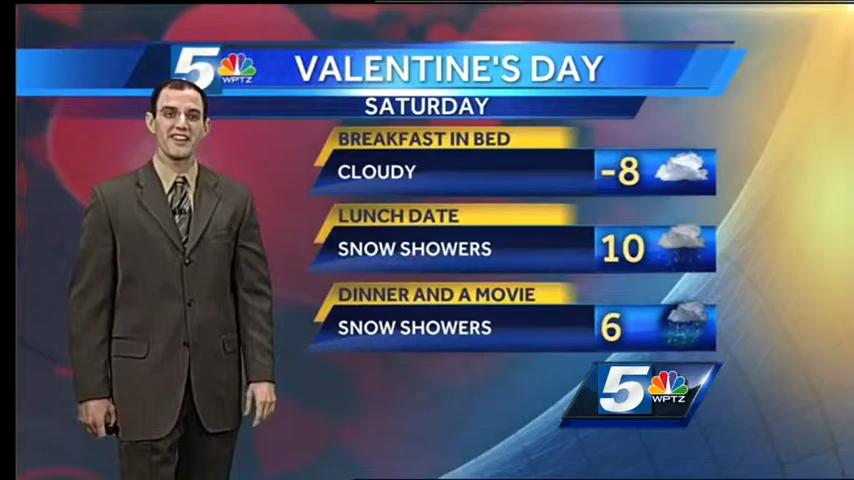 5 WPTZ VALENTINE'S DAY
SATURDAY
BREAKFAST IN BED
CLOUDY -8
LUNCH DATE
SNOW SHOWERS 10
DINNER AND A MOVIE
SNOW SHOWERS 6
5 WPTZ